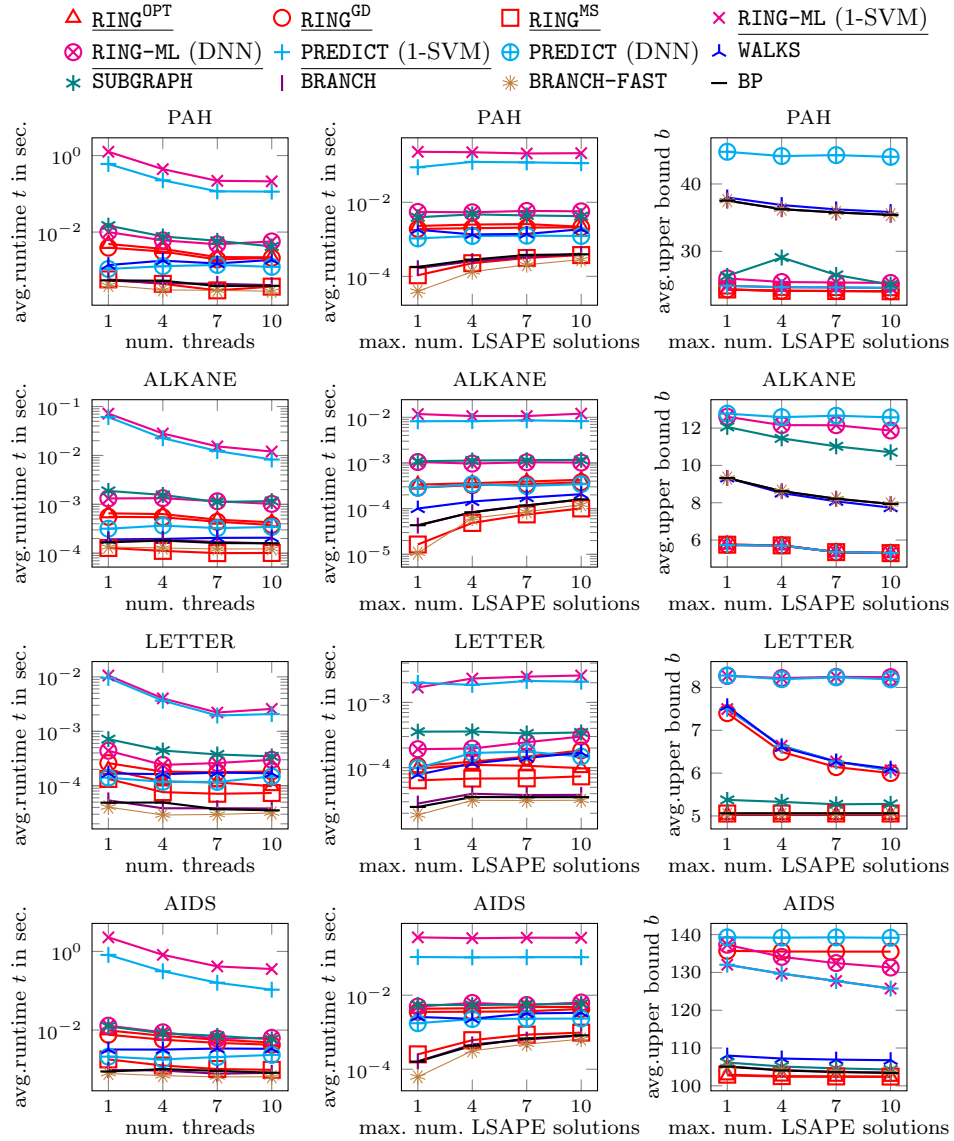 RING^OPT RING^GD RING^MS RING-ML (1-SVM)
RING-ML (DNN) PREDICT (1-SVM) PREDICT (DNN) WALKS
SUBGRAPH BRANCH BRANCH-FAST BP
PAH
avg.runtime t in sec.
10^0
10^−2
1 4 7 10
num. threads
PAH
avg.runtime t in sec.
10^−2
10^−4
1 4 7 10
max. num. LSAPE solutions
PAH
avg.upper bound b
40
30
1 4 7 10
max. num. LSAPE solutions
ALKANE
avg.runtime t in sec.
10^−1
10^−2
10^−3
10^−4
1 4 7 10
num. threads
ALKANE
avg.runtime t in sec.
10^−2
10^−3
10^−4
10^−5
1 4 7 10
max. num. LSAPE solutions
ALKANE
avg.upper bound b
12
10
8
6
1 4 7 10
max. num. LSAPE solutions
LETTER
avg.runtime t in sec.
10^−2
10^−4
1 4 7 10
num. threads
LETTER
avg.runtime t in sec.
10^−3
10^−4
1 4 7 10
max. num. LSAPE solutions
LETTER
avg.upper bound b
8
7
6
5
1 4 7 10
max. num. LSAPE solutions
AIDS
avg.runtime t in sec.
10^0
10^−2
1 4 7 10
num. threads
AIDS
avg.runtime t in sec.
10^−2
10^−4
1 4 7 10
max. num. LSAPE solutions
AIDS
avg.upper bound b
140
130
120
110
100
1 4 7 10
max. num. LSAPE solutions